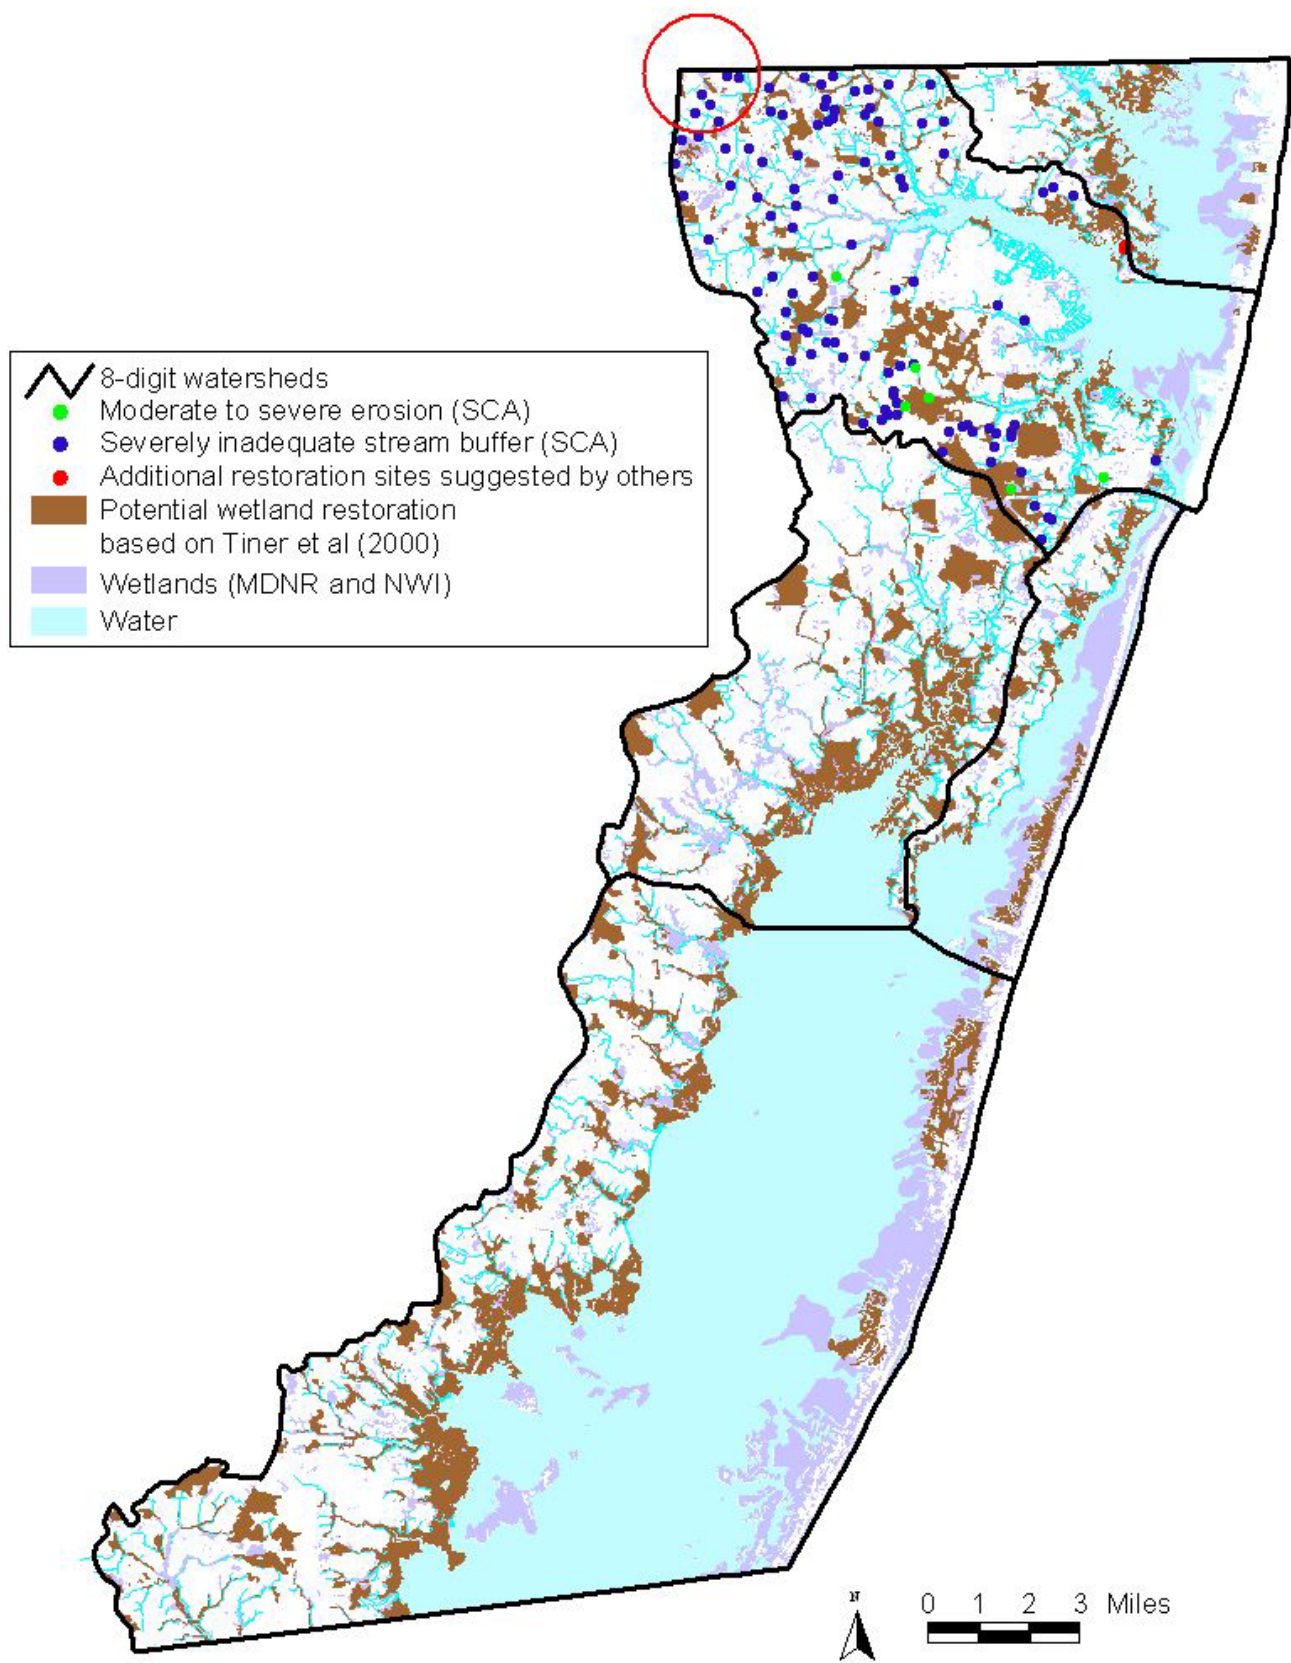 8-digit watersheds
Moderate to severe erosion (SCA)
Severely inadequate stream buffer (SCA)
Additional restoration sites suggested by others
Potential wetland restoration
based on Tiner et al (2000)
Wetlands (MDNR and NWI)
Water
N
0 1 2 3 Miles